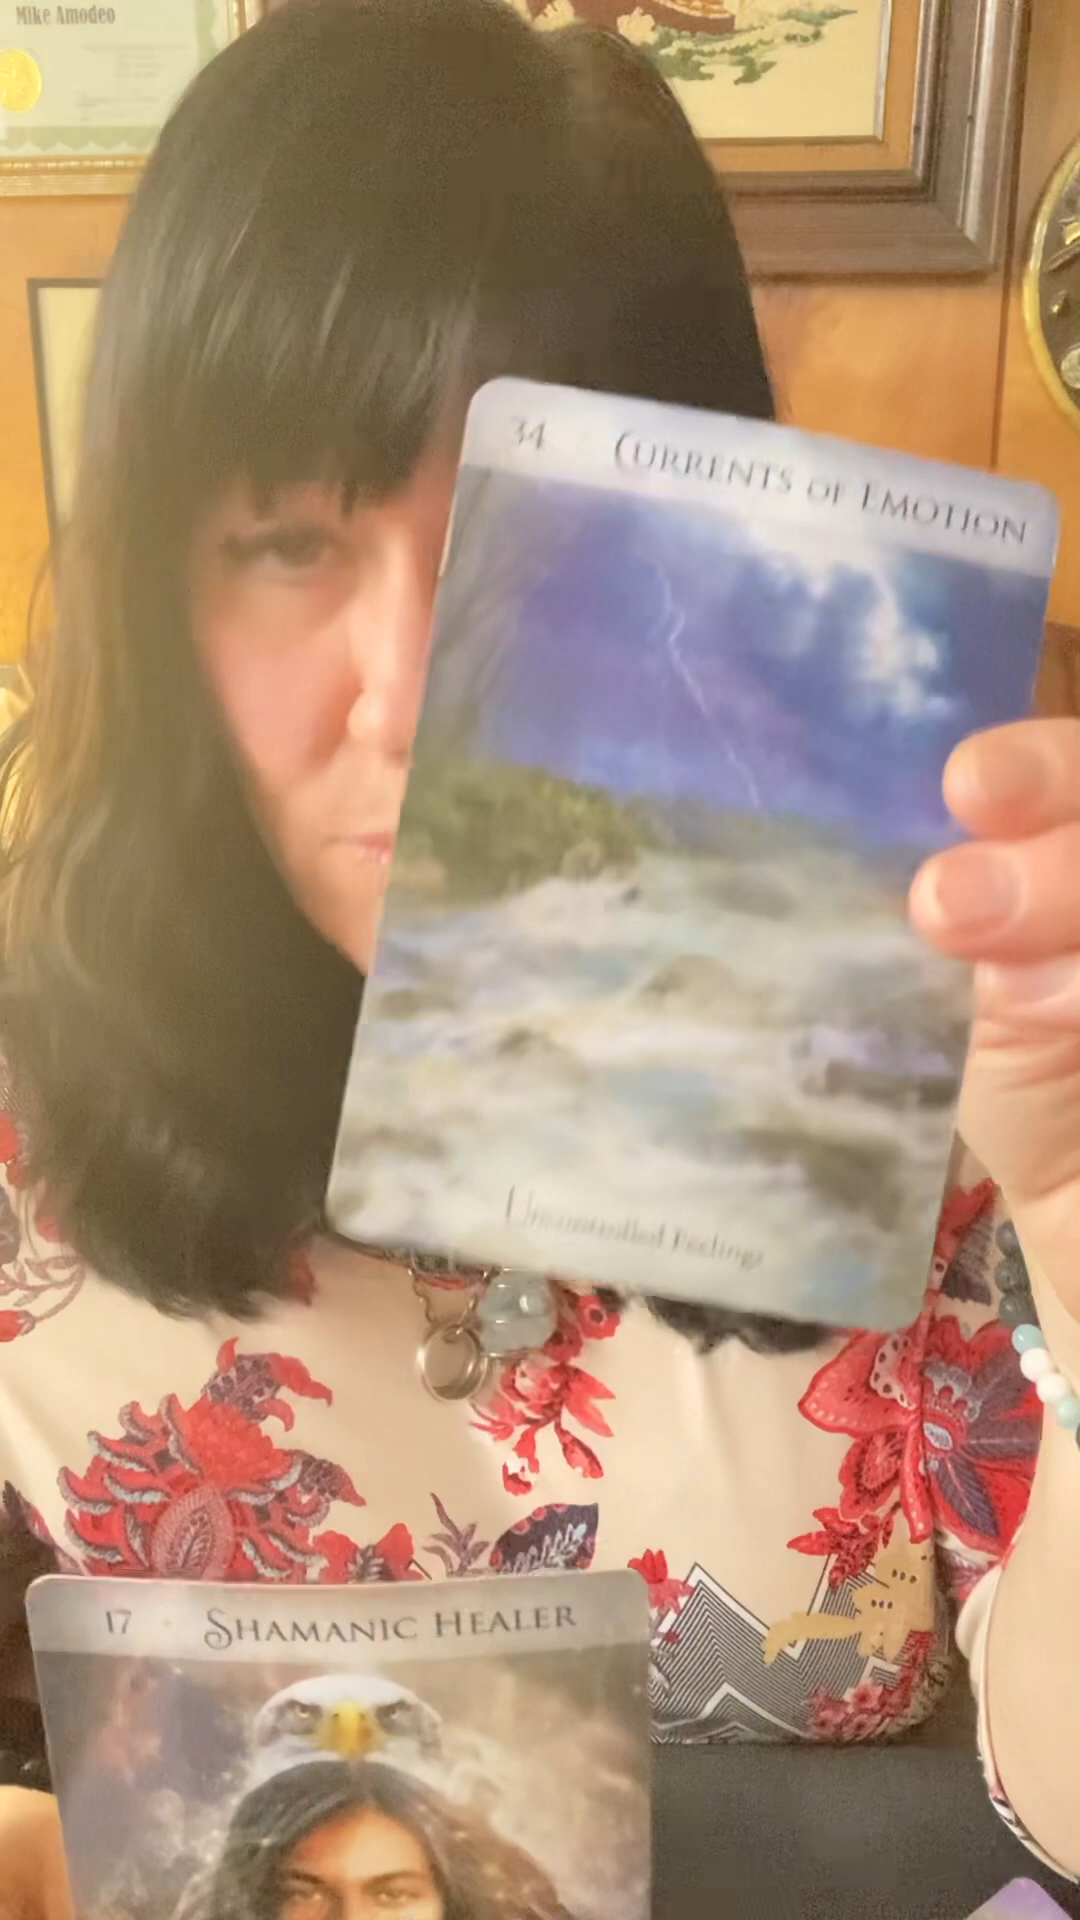 Mike Amodeo
34 CURRENTS OF EMOTION
Uncontrolled Feelings
17 · SHAMANIC HEALER